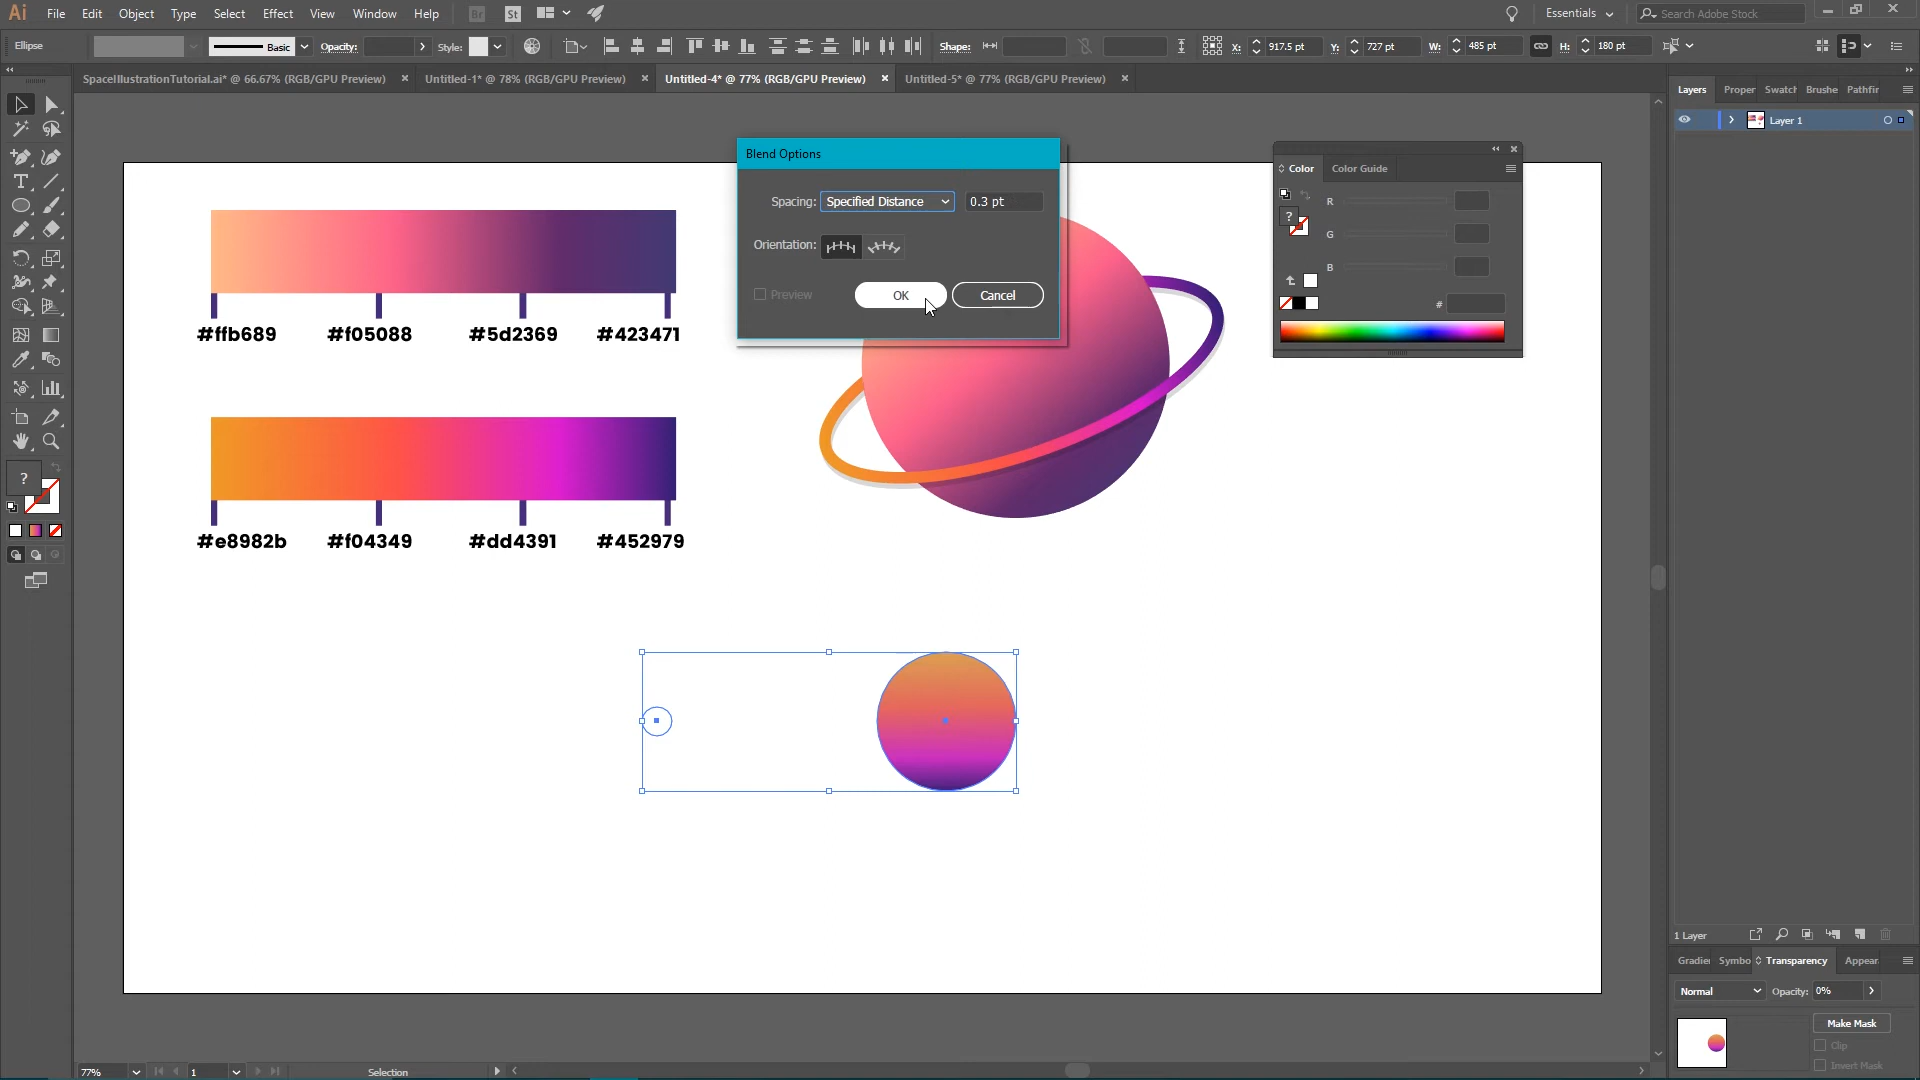 Ai File Edit Object Type Select Effect View Window Help Br St Essentials Search Adobe Stock
Ellipse Basic Opacity: Style: Shape: X: 917.5 pt Y: 727 pt W: 485 pt H: 180 pt
SpaceIllustrationTutorial.ai* @ 66.67% (RGB/GPU Preview) × Untitled-1* @ 78% (RGB/GPU Preview) × Untitled-4* @ 77% (RGB/GPU Preview) × Untitled-5* @ 77% (RGB/GPU Preview) ×
Layers Proper Swatch Brushe Pathfin
Layer 1
Blend Options
Spacing: Specified Distance 0.3 pt
Orientation:
Preview OK Cancel
Color Color Guide
R
G
B
#
?
#ffb689 #f05088 #5d2369 #423471
#e8982b #f04349 #dd4391 #452979
?
1 Layer
Gradien Symbo Transparency Appear
Normal Opacity: 0%
Make Mask
Clip
Invert Mask
77% 1 Selection